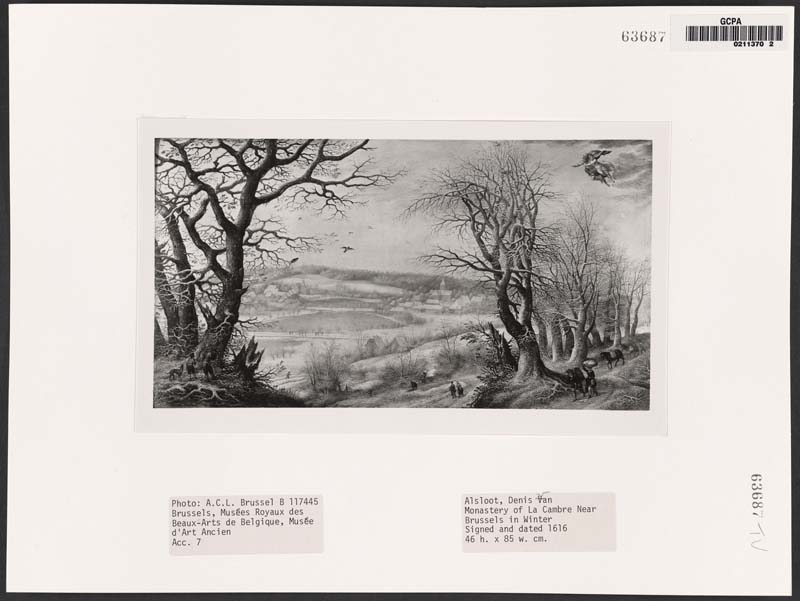 63687
GCPA
0211370 2
Photo: A.C.L. Brussel B 117445
Brussels, Musées Royaux des
Beaux-Arts de Belgique, Musée
d'Art Ancien
Acc. 7
Alsloot, Denis Van
Monastery of La Cambre Near
Brussels in Winter
Signed and dated 1616
46 h. x 85 w. cm.
63687